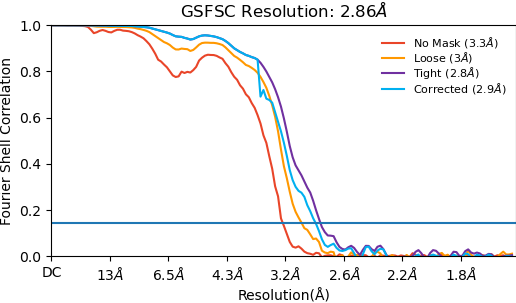 GSFSC Resolution: 2.86Å
Fourier Shell Correlation
1.0
0.8
0.6
0.4
0.2
0.0
No Mask (3.3Å)
Loose (3Å)
Tight (2.8Å)
Corrected (2.9Å)
DC 13Å 6.5Å 4.3Å 3.2Å 2.6Å 2.2Å 1.8Å
Resolution(Å)